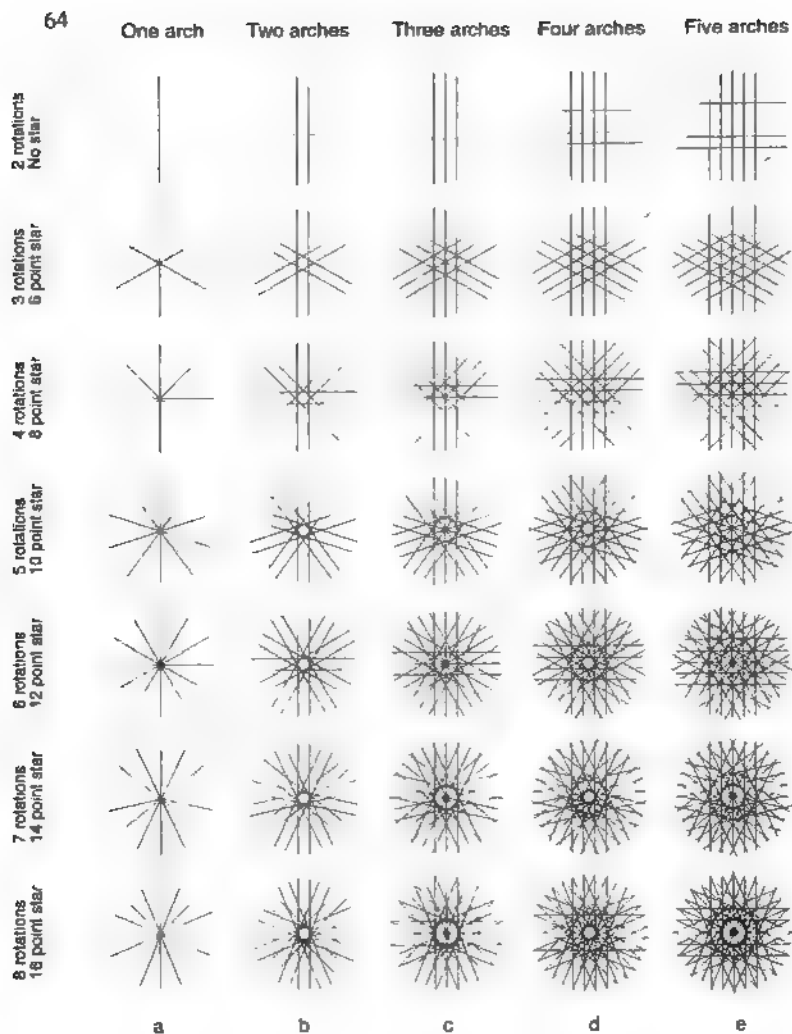 64
One arch
Two arches
Three arches
Four arches
Five arches
2 rotations
No star
3 rotations
6 point star
4 rotations
8 point star
5 rotations
10 point star
6 rotations
12 point star
7 rotations
14 point star
8 rotations
16 point star
a
b
c
d
e